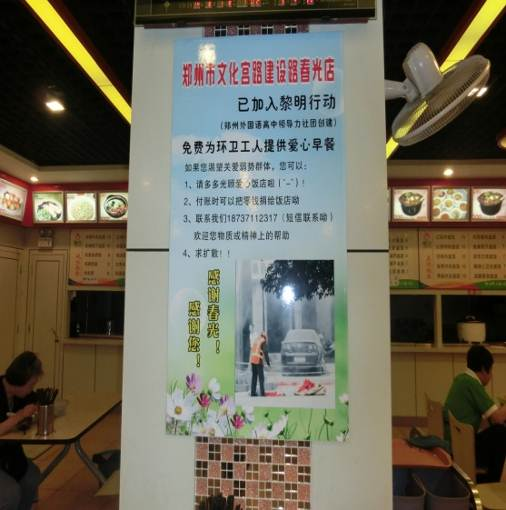 郑州市文化宫路建设路春光店
已加入黎明行动
（郑州外国语高中领导力社团创建）
免费为环卫工人提供爱心早餐
如果您渴望关爱弱势群体，您可以：
1、请多多光顾爱心饭店啦（¯–¯）！
2、付账时可以把零钱捐给饭店呦
3、联系我们18737112317（短信联系呦）
欢迎您物质或精神上的帮助
4、求扩散！！
感谢春光！
感谢您！